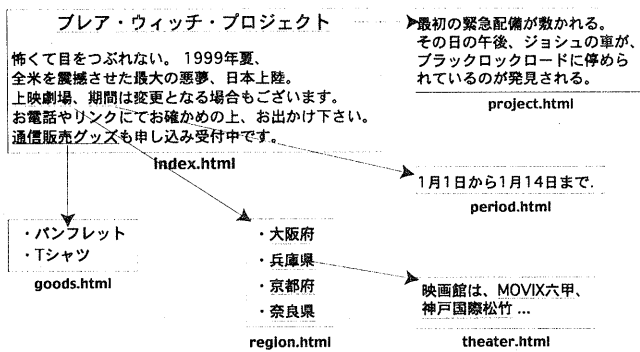 ブレア・ウィッチ・プロジェクト
怖くて目をつぶれない。 1999年夏、
全米を震撼させた最大の悪夢、日本上陸。
上映劇場、期間は変更となる場合もございます。
お電話やリンクにてお確かめの上、お出かけ下さい。
通信販売グッズも申し込み受付中です。
index.html
最初の緊急配備が敷かれる。
その日の午後、ジョシュの車が、
ブラックロックロードに停めら
れているのが発見される。
project.html
1月1日から1月14日まで.
period.html
・パンフレット
・Tシャツ
goods.html
・大阪府
・兵庫県
・京都府
・奈良県
region.html
映画館は、MOVIX六甲、
神戸国際松竹 ...
theater.html